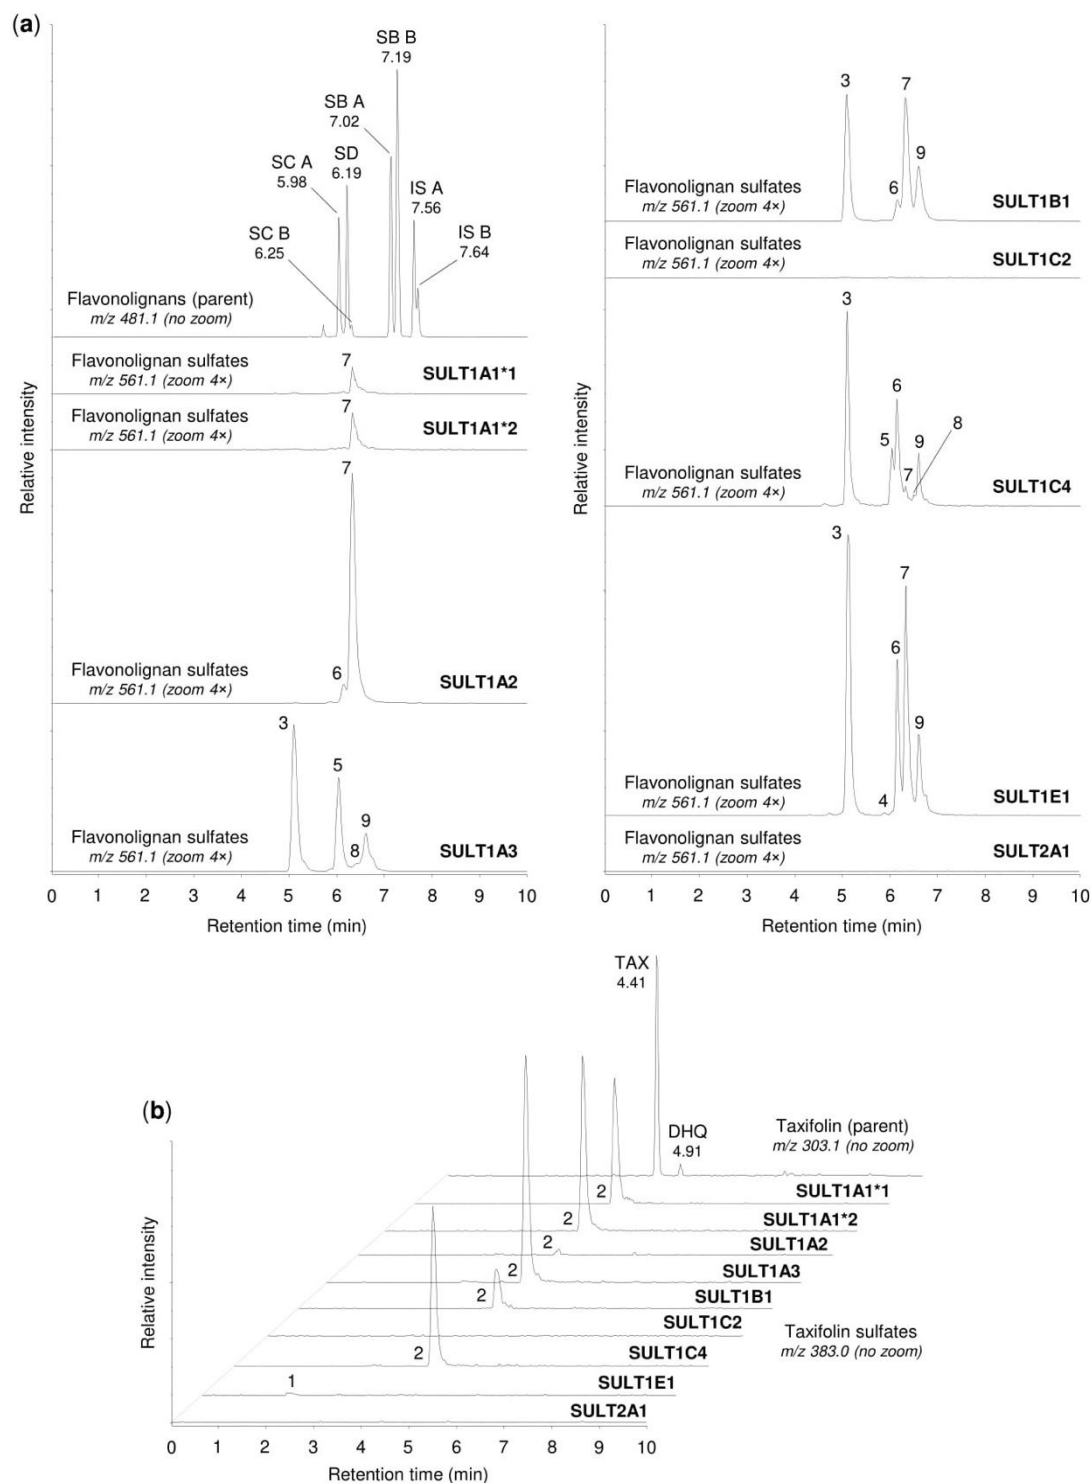 (a)
SB B
7.19
SB A
7.02
SC A
5.98
SD
6.19
SC B
6.25
IS A
7.56
IS B
7.64
Flavonolignans (parent)
m/z 481.1 (no zoom)
Flavonolignan sulfates
m/z 561.1 (zoom 4×)
7
SULT1A1*1
Flavonolignan sulfates
m/z 561.1 (zoom 4×)
7
SULT1A1*2
7
6
Flavonolignan sulfates
m/z 561.1 (zoom 4×)
SULT1A2
3
5
9
8
Flavonolignan sulfates
m/z 561.1 (zoom 4×)
SULT1A3
Relative intensity
0 1 2 3 4 5 6 7 8 9 10
Retention time (min)
3
7
9
6
Flavonolignan sulfates
m/z 561.1 (zoom 4×)
SULT1B1
Flavonolignan sulfates
m/z 561.1 (zoom 4×)
SULT1C2
3
6
5
7
9
8
Flavonolignan sulfates
m/z 561.1 (zoom 4×)
SULT1C4
3
7
6
9
4
Flavonolignan sulfates
m/z 561.1 (zoom 4×)
SULT1E1
Flavonolignan sulfates
m/z 561.1 (zoom 4×)
SULT2A1
Relative intensity
0 1 2 3 4 5 6 7 8 9 10
Retention time (min)
(b)
TAX
4.41
DHQ
4.91
Taxifolin (parent)
m/z 303.1 (no zoom)
2
SULT1A1*1
2
SULT1A1*2
2
SULT1A2
2
SULT1A3
2
SULT1B1
SULT1C2
Taxifolin sulfates
m/z 383.0 (no zoom)
2
SULT1C4
1
SULT1E1
SULT2A1
Relative intensity
0 1 2 3 4 5 6 7 8 9 10
Retention time (min)